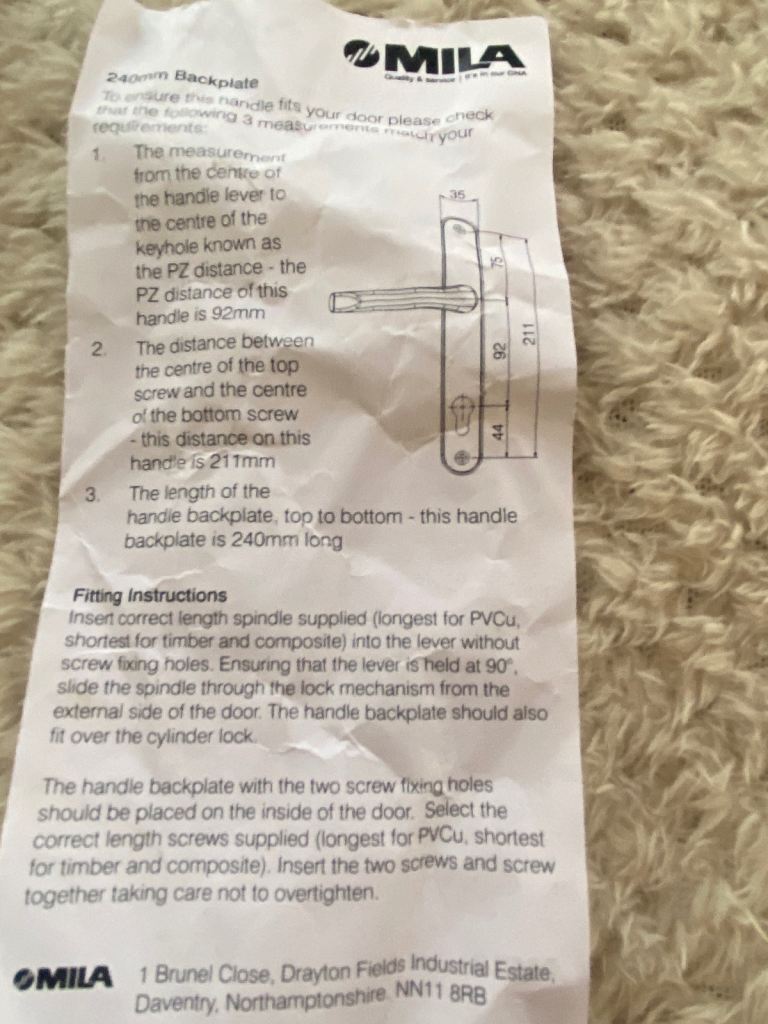 MILA
Quality & service | It's in our DNA
240mm Backplate
To ensure this handle fits your door please check
that the following 3 measurements match your
requirements:
1. The measurement
from the centre of
the handle lever to
the centre of the
keyhole known as
the PZ distance - the
PZ distance of this
handle is 92mm
2. The distance between
the centre of the top
screw and the centre
of the bottom screw
- this distance on this
handle is 211mm
3. The length of the
handle backplate, top to bottom - this handle
backplate is 240mm long
35
75
92
211
44
Fitting Instructions
Insert correct length spindle supplied (longest for PVCu,
shortest for timber and composite) into the lever without
screw fixing holes. Ensuring that the lever is held at 90°,
slide the spindle through the lock mechanism from the
external side of the door. The handle backplate should also
fit over the cylinder lock.
The handle backplate with the two screw fixing holes
should be placed on the inside of the door. Select the
correct length screws supplied (longest for PVCu, shortest
for timber and composite). Insert the two screws and screw
together taking care not to overtighten.
MILA
1 Brunel Close, Drayton Fields Industrial Estate,
Daventry, Northamptonshire NN11 8RB